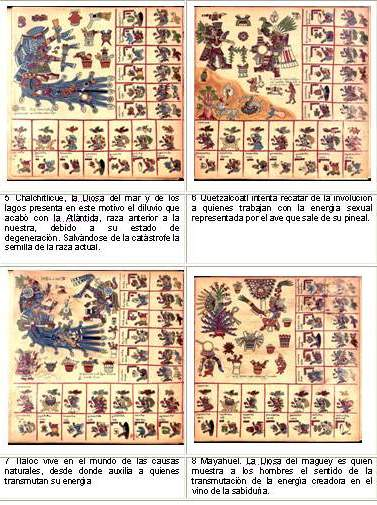 5 Chalchitlicue, la Diosa del mar y de los
lagos presenta en este motivo el diluvio que
acabó con la Atlántida, raza anterior a la
nuestra, debido a su estado de
degeneración. Salvándose de la catástrofe la
semilla de la raza actual.
6 Quetzalcoatl intenta recatar de la involución
a quienes trabajan con la energía sexual
representada por el ave que sale de su pineal.
7 Tlaloc vive en el mundo de las causas
naturales, desde donde auxilia a quienes
transmutan su energía
8 Mayahuel. La Diosa del maguey es quien
muestra a los hombres el sentido de la
transmutación de la energía creadora en el
vino de la sabiduría.